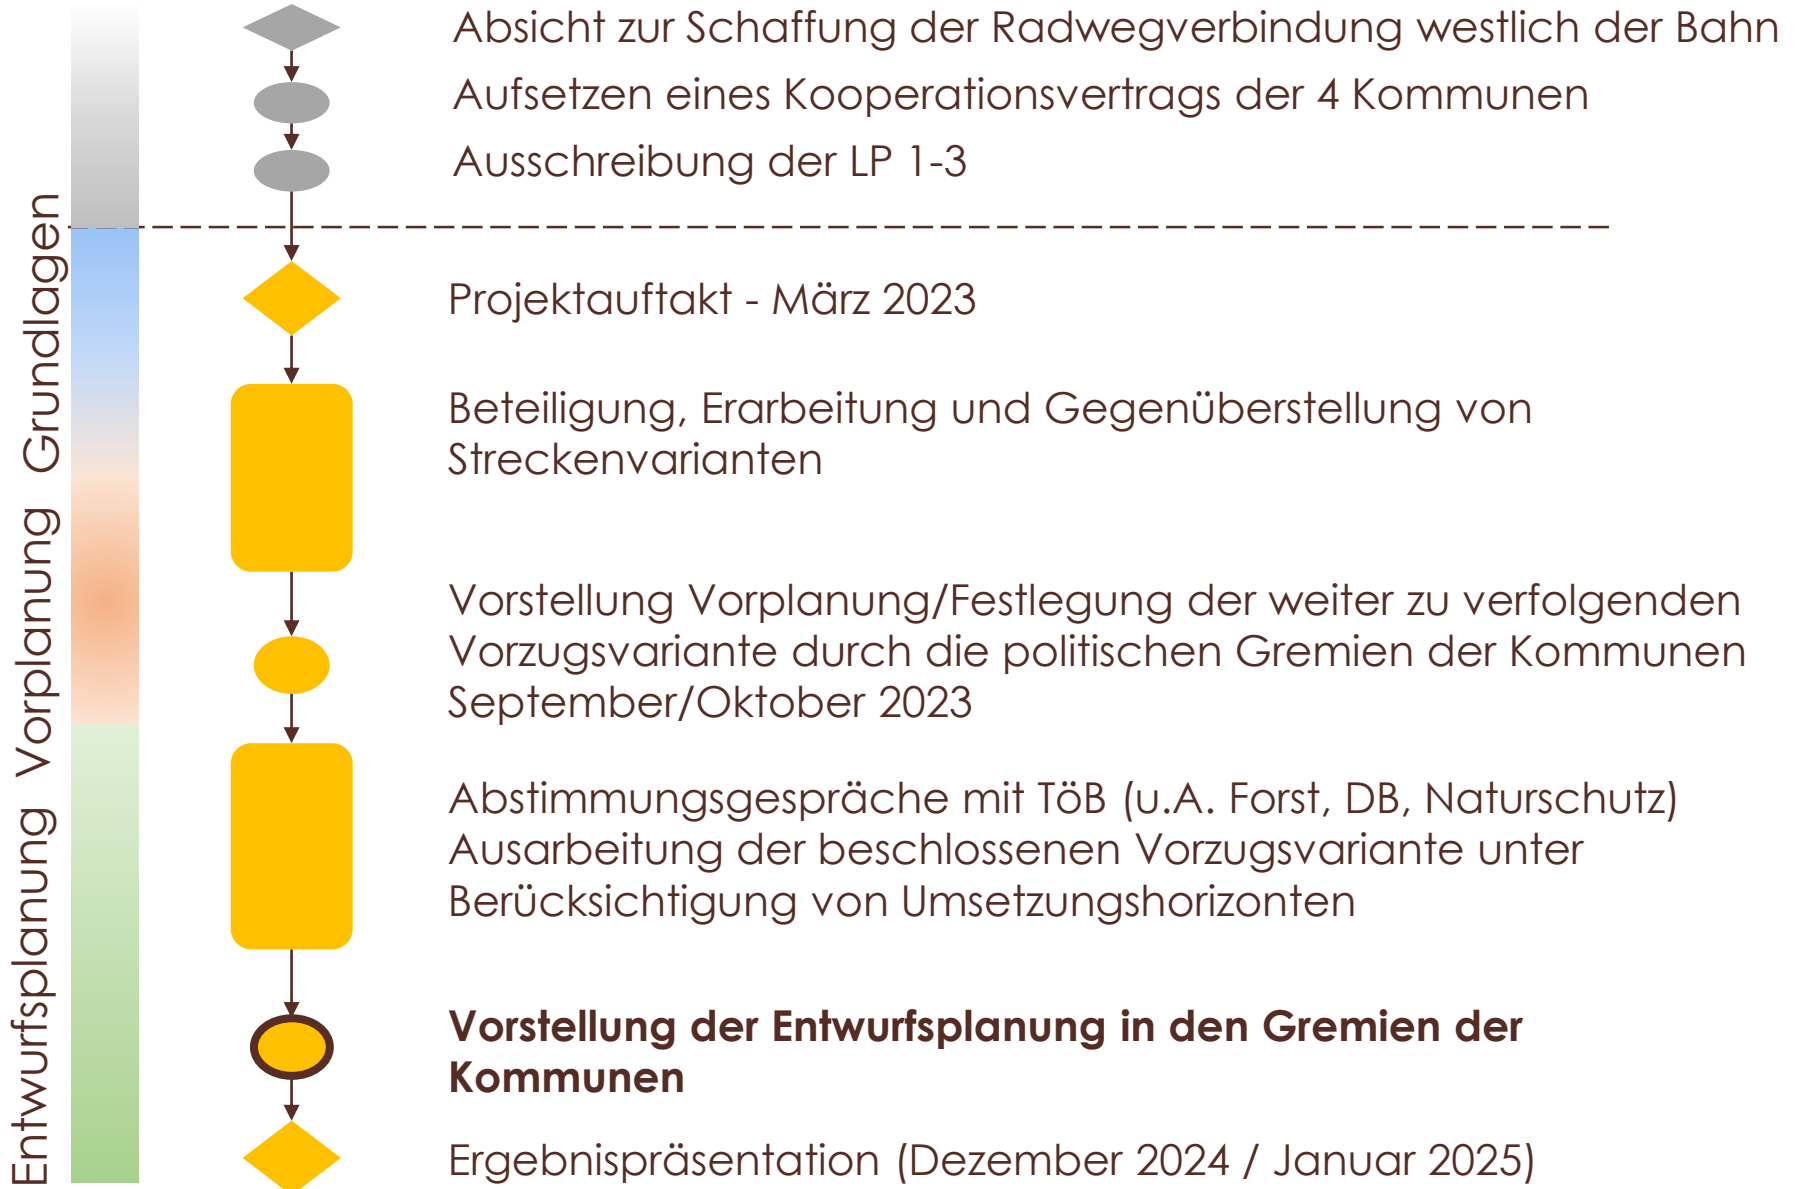 Absicht zur Schaffung der Radwegverbindung westlich der Bahn
Aufsetzen eines Kooperationsvertrags der 4 Kommunen
Ausschreibung der LP 1-3
Grundlagen
Projektauftakt - März 2023
Beteiligung, Erarbeitung und Gegenüberstellung von
Streckenvarianten
Vorplanung
Vorstellung Vorplanung/Festlegung der weiter zu verfolgenden
Vorzugsvariante durch die politischen Gremien der Kommunen
September/Oktober 2023
Entwurfsplanung
Abstimmungsgespräche mit TöB (u.A. Forst, DB, Naturschutz)
Ausarbeitung der beschlossenen Vorzugsvariante unter
Berücksichtigung von Umsetzungshorizonten
Vorstellung der Entwurfsplanung in den Gremien der
Kommunen
Ergebnispräsentation (Dezember 2024 / Januar 2025)